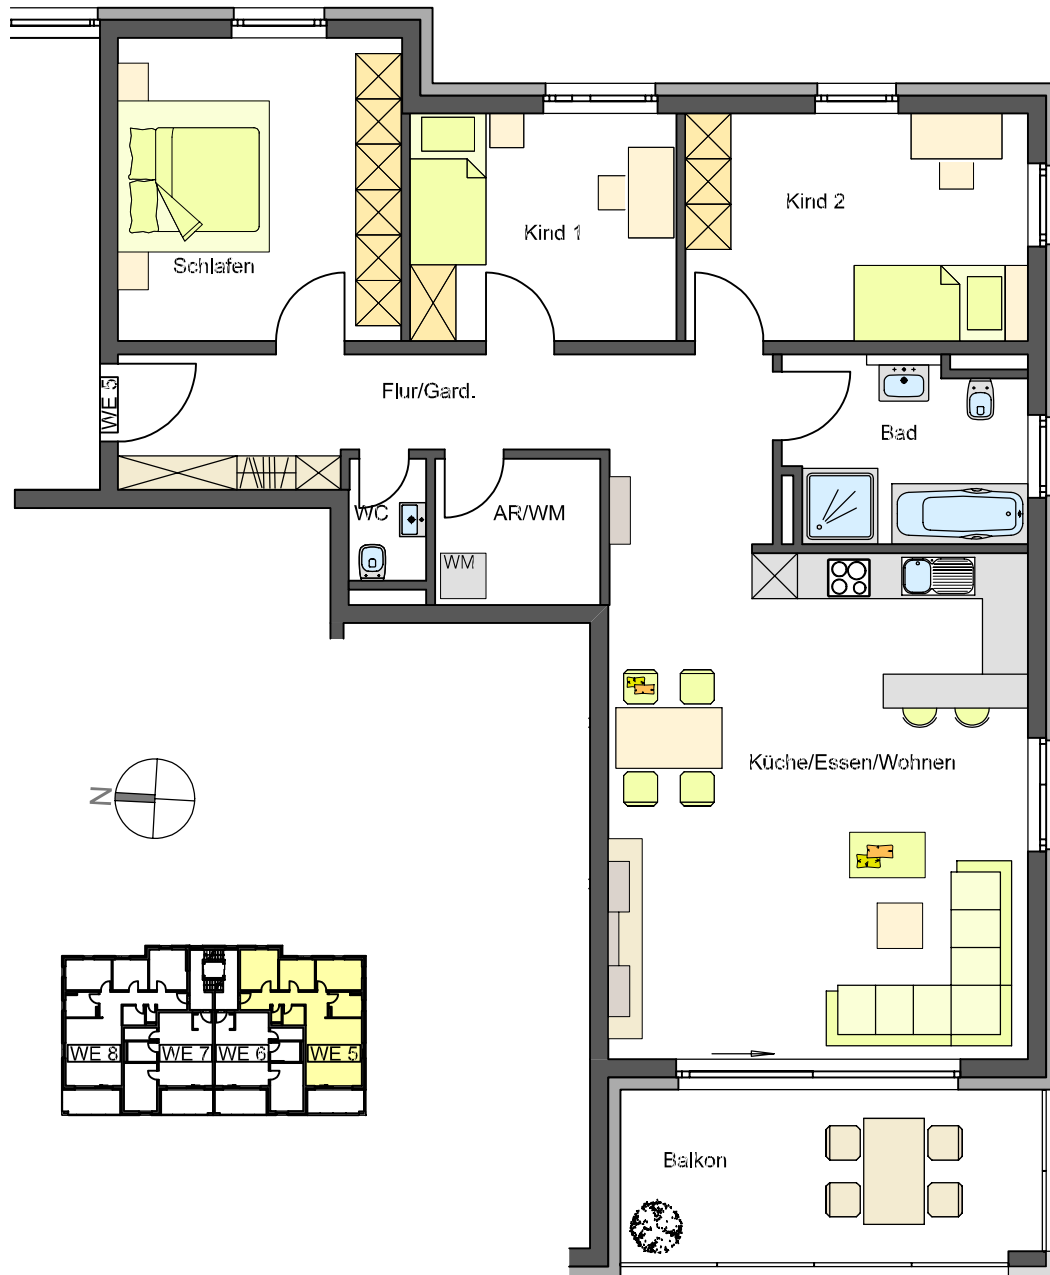 Kind 2
Kind 1
Schlafen
WE 5
Flur/Gard.
Bad
WC
AR/WM
WM
Küche/Essen/Wohnen
N
WE 8
WE 7
WE 6
WE 5
Balkon